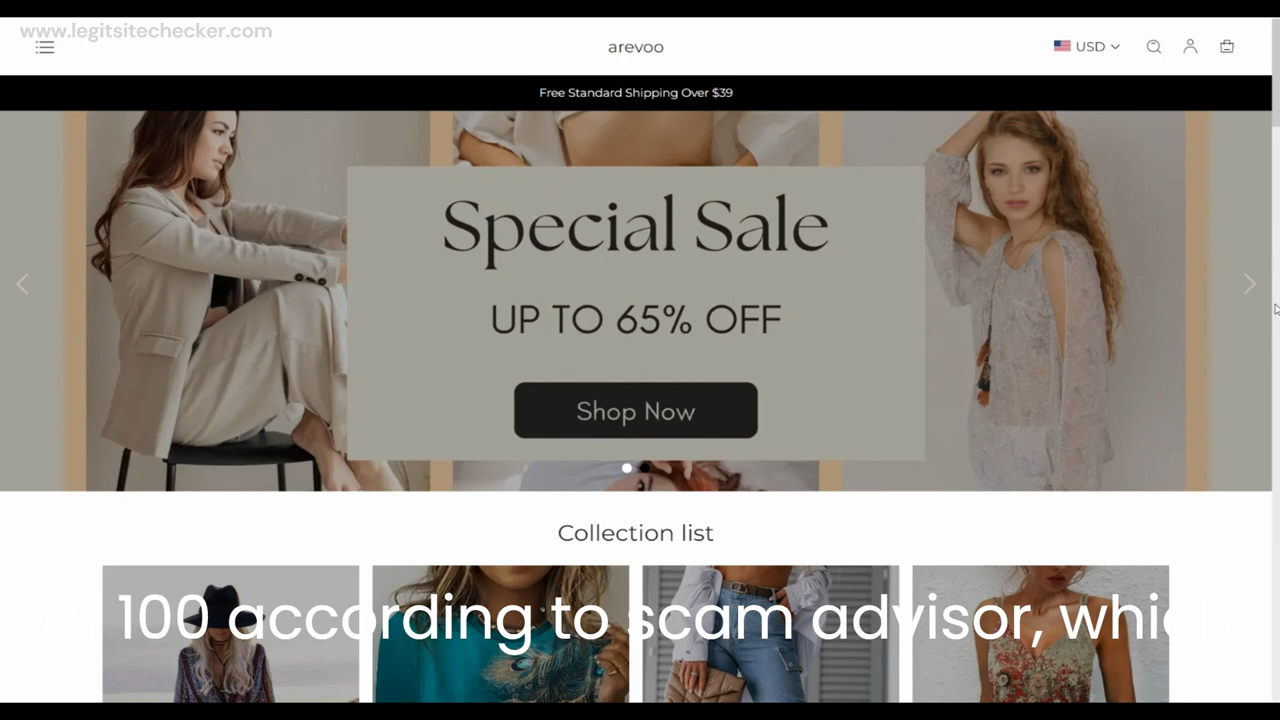 www.legitsitechecker.com
arevoo
USD
Free Standard Shipping Over $39
Special Sale
UP TO 65% OFF
Shop Now
Collection list
of 100 according to scam advisor, which